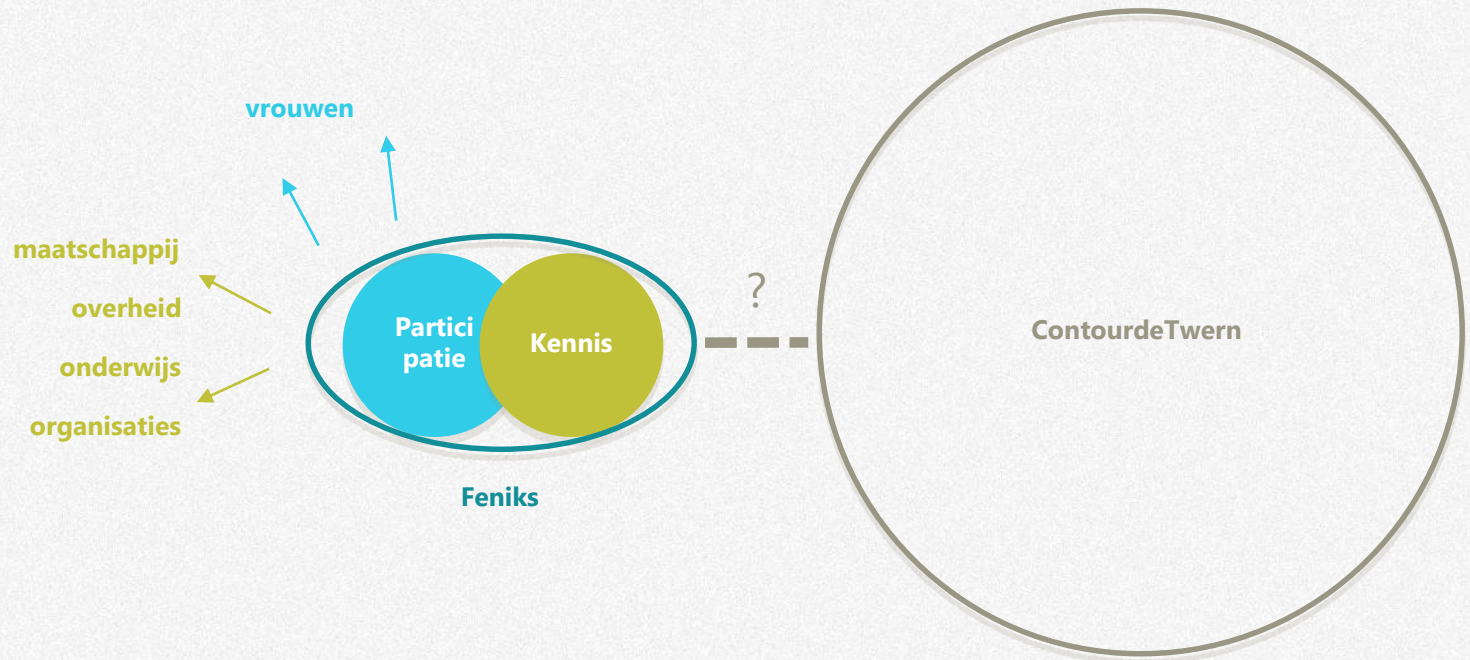 vrouwen
maatschappij
overheid
onderwijs
organisaties
Partici
patie
Kennis
Feniks
?
ContourdeTwern